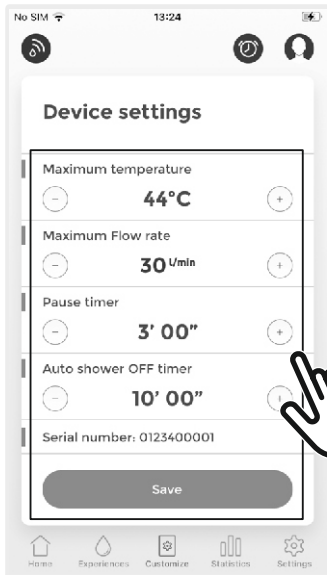 No SIM 13:24
Device settings
Maximum temperature
44°C
Maximum Flow rate
30 l/min
Pause timer
3' 00"
Auto shower OFF timer
10' 00"
Serial number: 0123400001
Save
Home Experiences Customize Statistics Settings